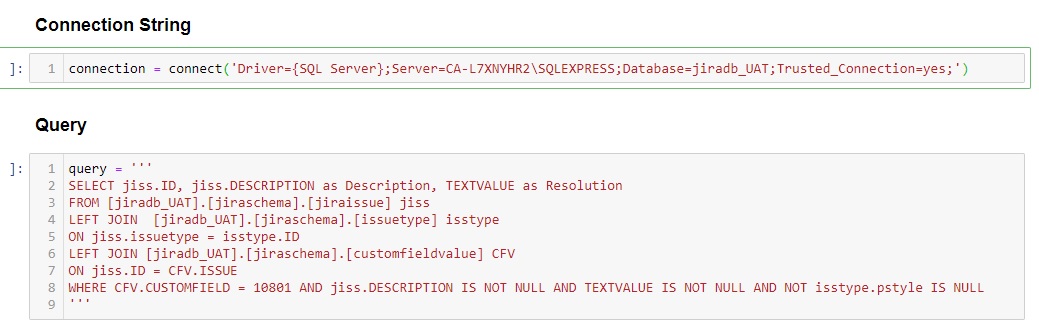 Connection String
]: 1 connection = connect('Driver={SQL Server};Server=CA-L7XNYHR2\SQLEXPRESS;Database=jiradb_UAT;Trusted_Connection=yes;')
Query
]: 1 query = '''
2 SELECT jiss.ID, jiss.DESCRIPTION as Description, TEXTVALUE as Resolution
3 FROM [jiradb_UAT].[jiraschema].[jiraissue] jiss
4 LEFT JOIN  [jiradb_UAT].[jiraschema].[issuetype] isstype
5 ON jiss.issuetype = isstype.ID
6 LEFT JOIN [jiradb_UAT].[jiraschema].[customfieldvalue] CFV
7 ON jiss.ID = CFV.ISSUE
8 WHERE CFV.CUSTOMFIELD = 10801 AND jiss.DESCRIPTION IS NOT NULL AND TEXTVALUE IS NOT NULL AND NOT isstype.pstyle IS NULL
9 '''